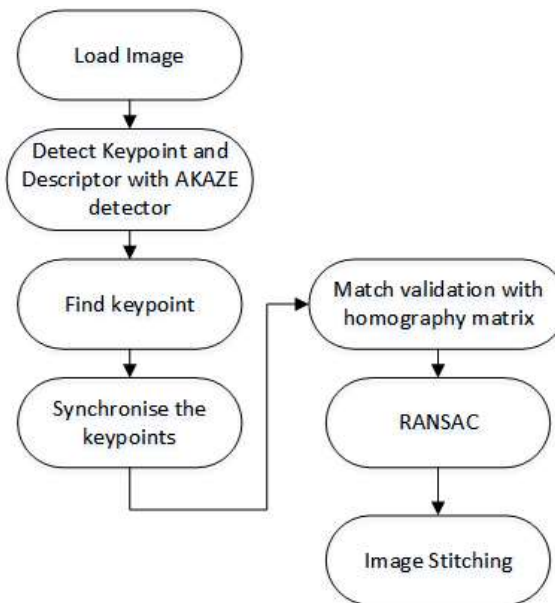 Load Image
Detect Keypoint and
Descriptor with AKAZE
detector
Find keypoint
Synchronise the
keypoints
Match validation with
homography matrix
RANSAC
Image Stitching